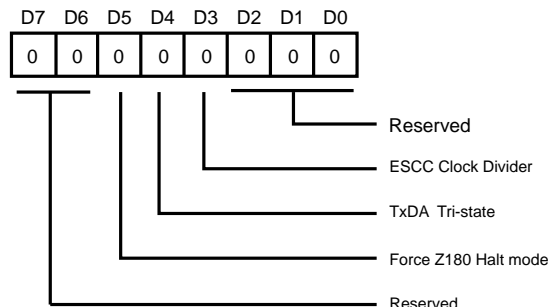 D7 D6 D5 D4 D3 D2 D1 D0
0 0 0 0 0 0 0 0
Reserved
ESCC Clock Divider
TxDA Tri-state
Force Z180 Halt mode
Reserved